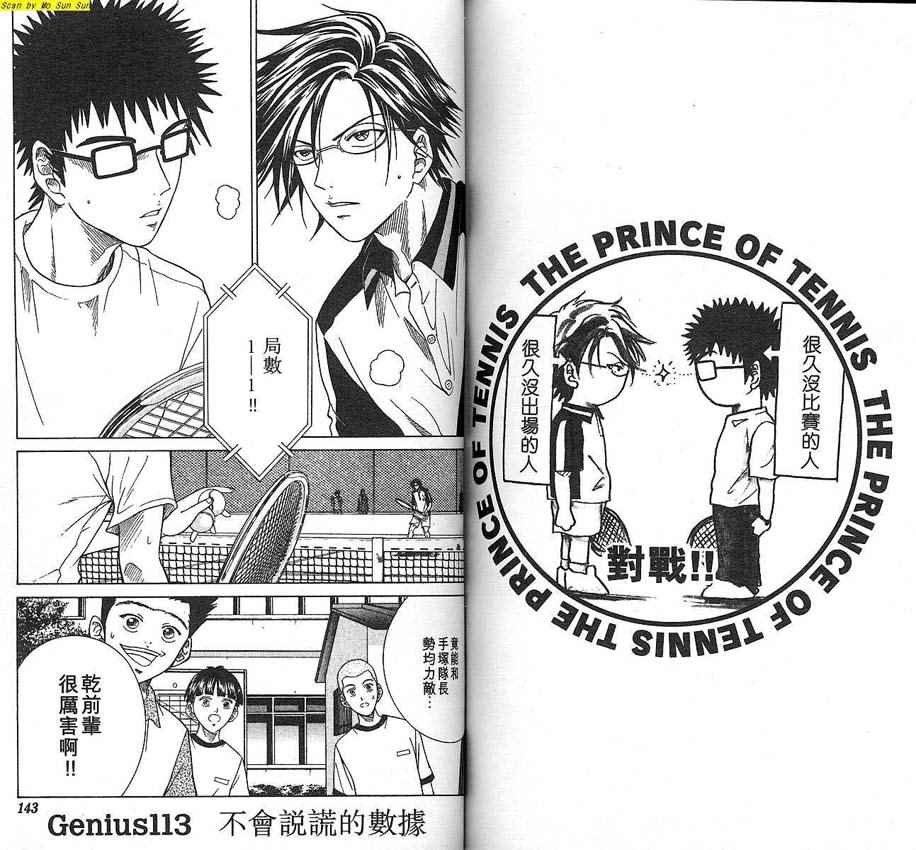 Scan by Mo Sun Sun
THE PRINCE OF TENNIS THE PRINCE OF TENNIS THE PRINCE OF TENNIS
很久沒比賽的人
很久沒出場的人
對戰!!
局數
1—1!!
竟能和
手塚隊長
勢均力敵…
乾前輩
很厲害啊!!
143
Genius113 不會説謊的數據